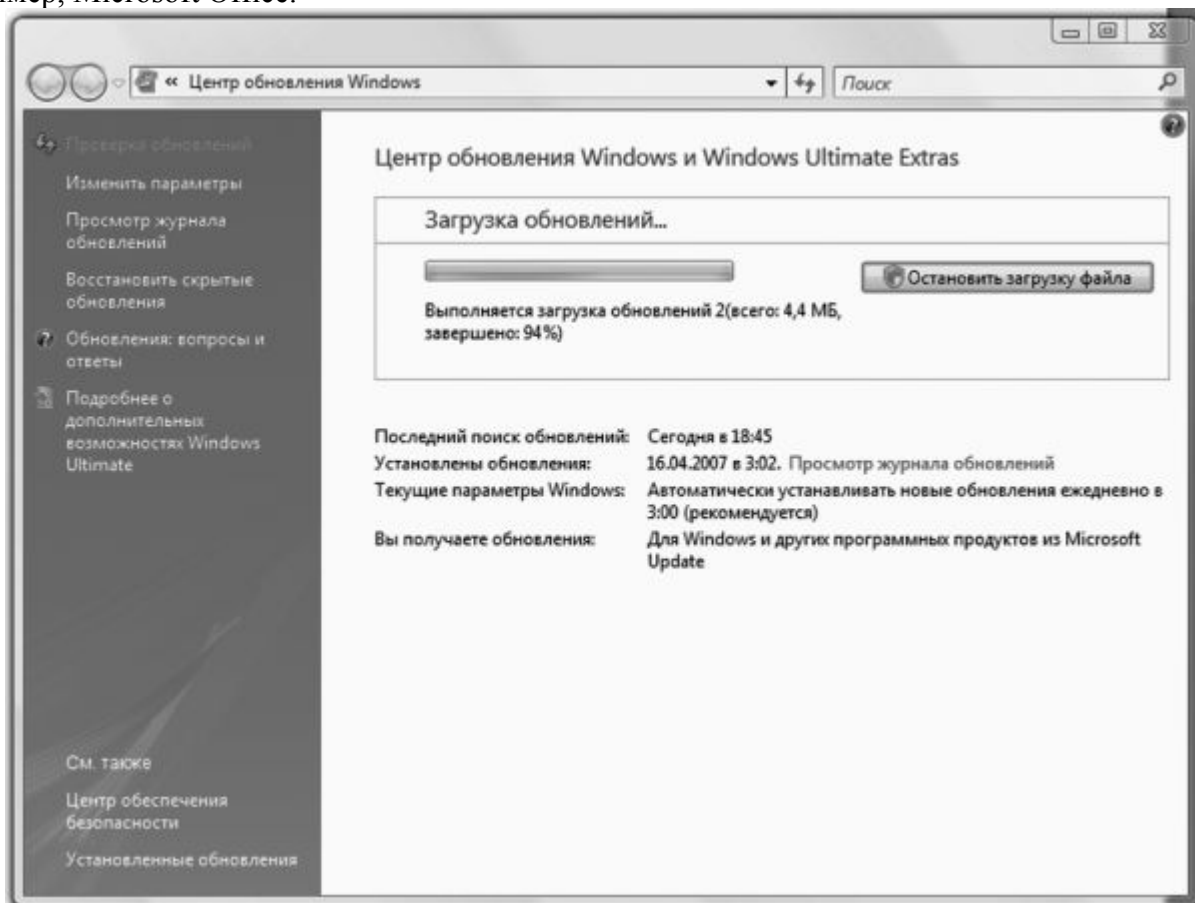 мер, Microsoft Office.
« Центр обновления Windows
Поиск
Проверка обновлений
Изменить параметры
Просмотр журнала
обновлений
Восстановить скрытые
обновления
Обновления: вопросы и
ответы
Подробнее о
дополнительных
возможностях Windows
Ultimate
См. также
Центр обеспечения
безопасности
Установленные обновления
Центр обновления Windows и Windows Ultimate Extras
Загрузка обновлений...
Остановить загрузку файла
Выполняется загрузка обновлений 2(всего: 4,4 МБ,
завершено: 94%)
Последний поиск обновлений: Сегодня в 18:45
Установлены обновления: 16.04.2007 в 3:02. Просмотр журнала обновлений
Текущие параметры Windows: Автоматически устанавливать новые обновления ежедневно в
3:00 (рекомендуется)
Вы получаете обновления: Для Windows и других программных продуктов из Microsoft
Update